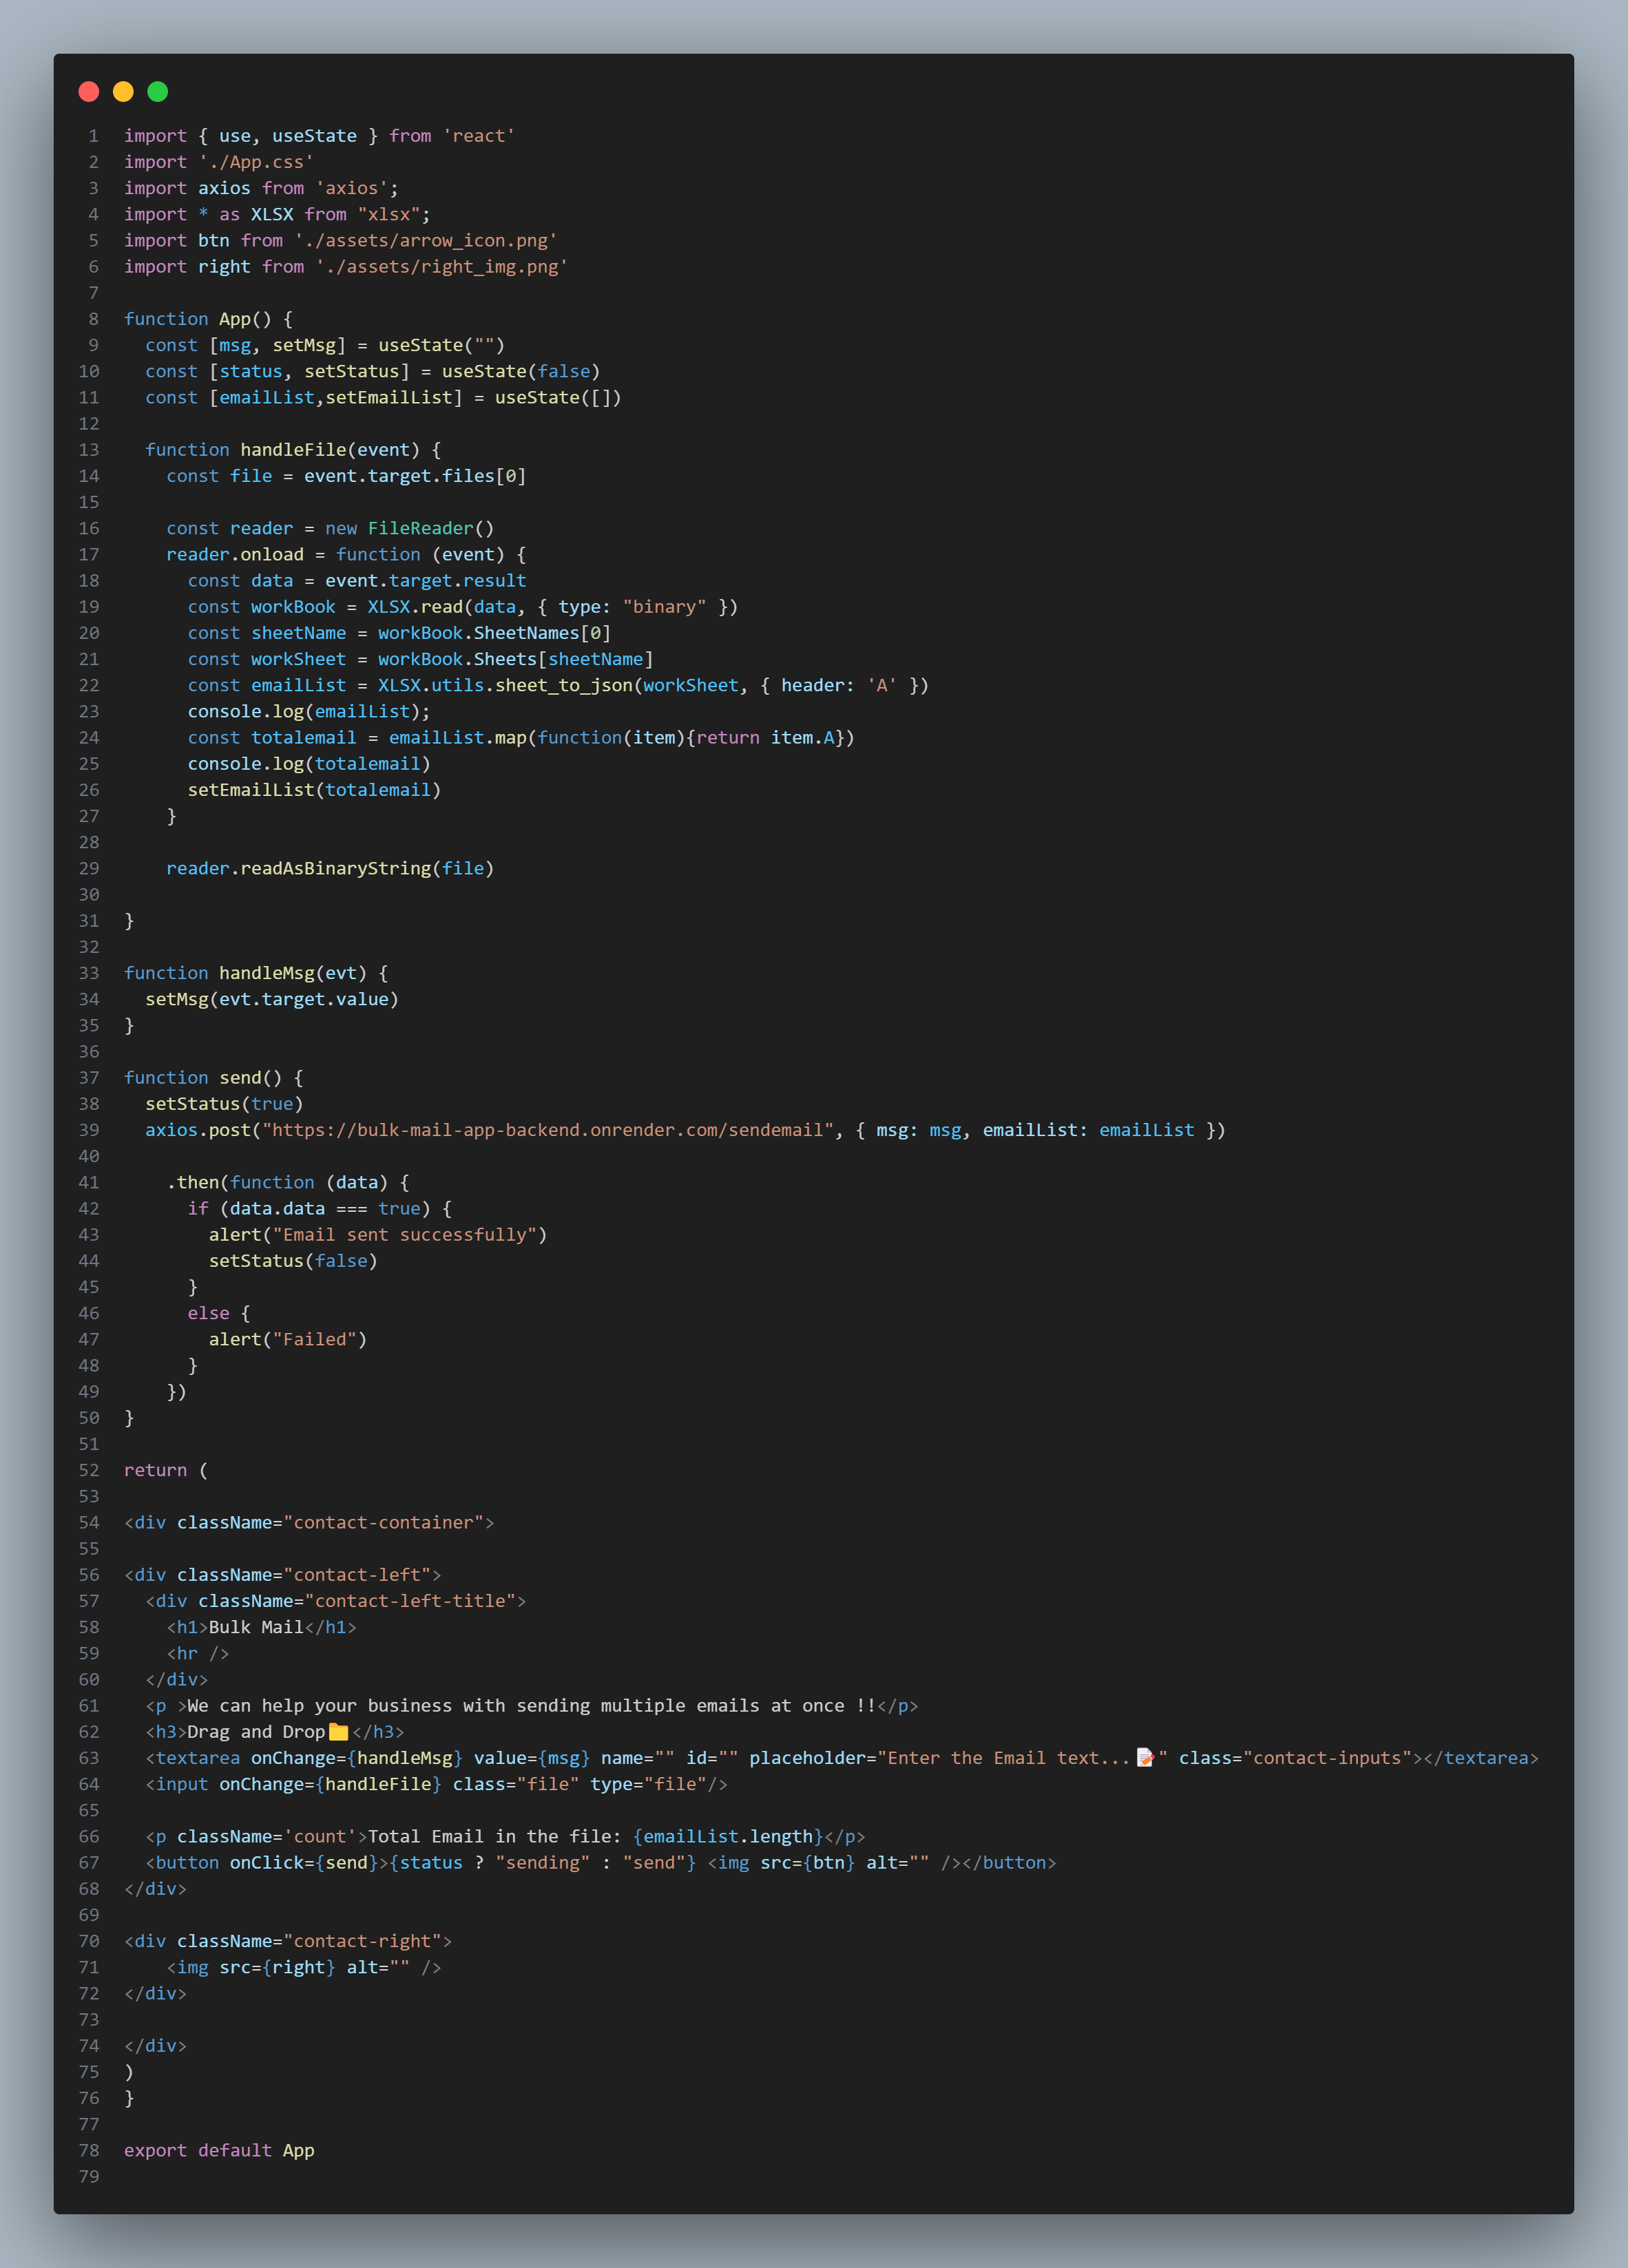 1 import { use, useState } from 'react'
2 import './App.css'
3 import axios from 'axios';
4 import * as XLSX from "xlsx";
5 import btn from './assets/arrow_icon.png'
6 import right from './assets/right_img.png'
7
8 function App() {
9   const [msg, setMsg] = useState("")
10   const [status, setStatus] = useState(false)
11   const [emailList,setEmailList] = useState([])
12
13   function handleFile(event) {
14     const file = event.target.files[0]
15
16     const reader = new FileReader()
17     reader.onload = function (event) {
18       const data = event.target.result
19       const workBook = XLSX.read(data, { type: "binary" })
20       const sheetName = workBook.SheetNames[0]
21       const workSheet = workBook.Sheets[sheetName]
22       const emailList = XLSX.utils.sheet_to_json(workSheet, { header: 'A' })
23       console.log(emailList);
24       const totalemail = emailList.map(function(item){return item.A})
25       console.log(totalemail)
26       setEmailList(totalemail)
27     }
28
29     reader.readAsBinaryString(file)
30
31 }
32
33 function handleMsg(evt) {
34   setMsg(evt.target.value)
35 }
36
37 function send() {
38   setStatus(true)
39   axios.post("https://bulk-mail-app-backend.onrender.com/sendemail", { msg: msg, emailList: emailList })
40
41     .then(function (data) {
42       if (data.data === true) {
43         alert("Email sent successfully")
44         setStatus(false)
45       }
46       else {
47         alert("Failed")
48       }
49     })
50 }
51
52 return (
53
54 <div className="contact-container">
55
56 <div className="contact-left">
57   <div className="contact-left-title">
58     <h1>Bulk Mail</h1>
59     <hr />
60   </div>
61   <p >We can help your business with sending multiple emails at once !!</p>
62   <h3>Drag and Drop📁</h3>
63   <textarea onChange={handleMsg} value={msg} name="" id="" placeholder="Enter the Email text...📝" class="contact-inputs"></textarea>
64   <input onChange={handleFile} class="file" type="file"/>
65
66   <p className='count'>Total Email in the file: {emailList.length}</p>
67   <button onClick={send}>{status ? "sending" : "send"} <img src={btn} alt="" /></button>
68 </div>
69
70 <div className="contact-right">
71     <img src={right} alt="" />
72 </div>
73
74 </div>
75 )
76 }
77
78 export default App
79